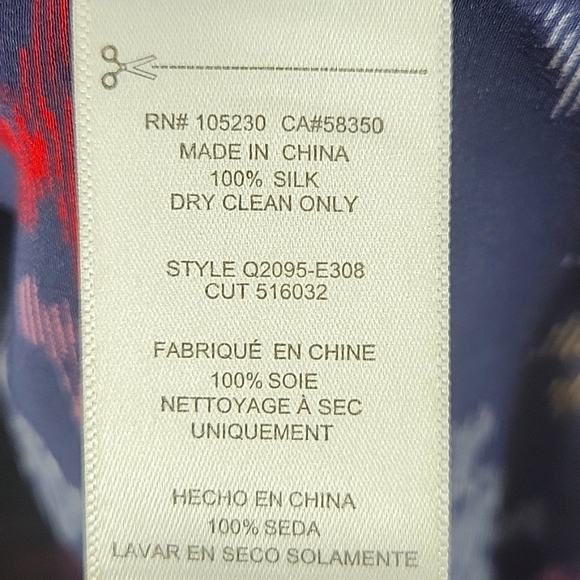 RN# 105230 CA#58350
MADE IN CHINA
100% SILK
DRY CLEAN ONLY
STYLE Q2095-E308
CUT 516032
FABRIQUÉ EN CHINE
100% SOIE
NETTOYAGE À SEC
UNIQUEMENT
HECHO EN CHINA
100% SEDA
LAVAR EN SECO SOLAMENTE